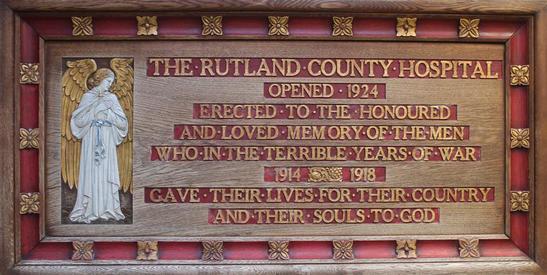 THE·RUTLAND·COUNTY·HOSPITAL
OPENED·1924
ERECTED·TO·THE·HONOURED
AND·LOVED·MEMORY·OF·THE·MEN
WHO·IN·THE·TERRIBLE·YEARS·OF·WAR
1914 1918
GAVE·THEIR·LIVES·FOR·THEIR·COUNTRY
AND·THEIR·SOULS·TO·GOD